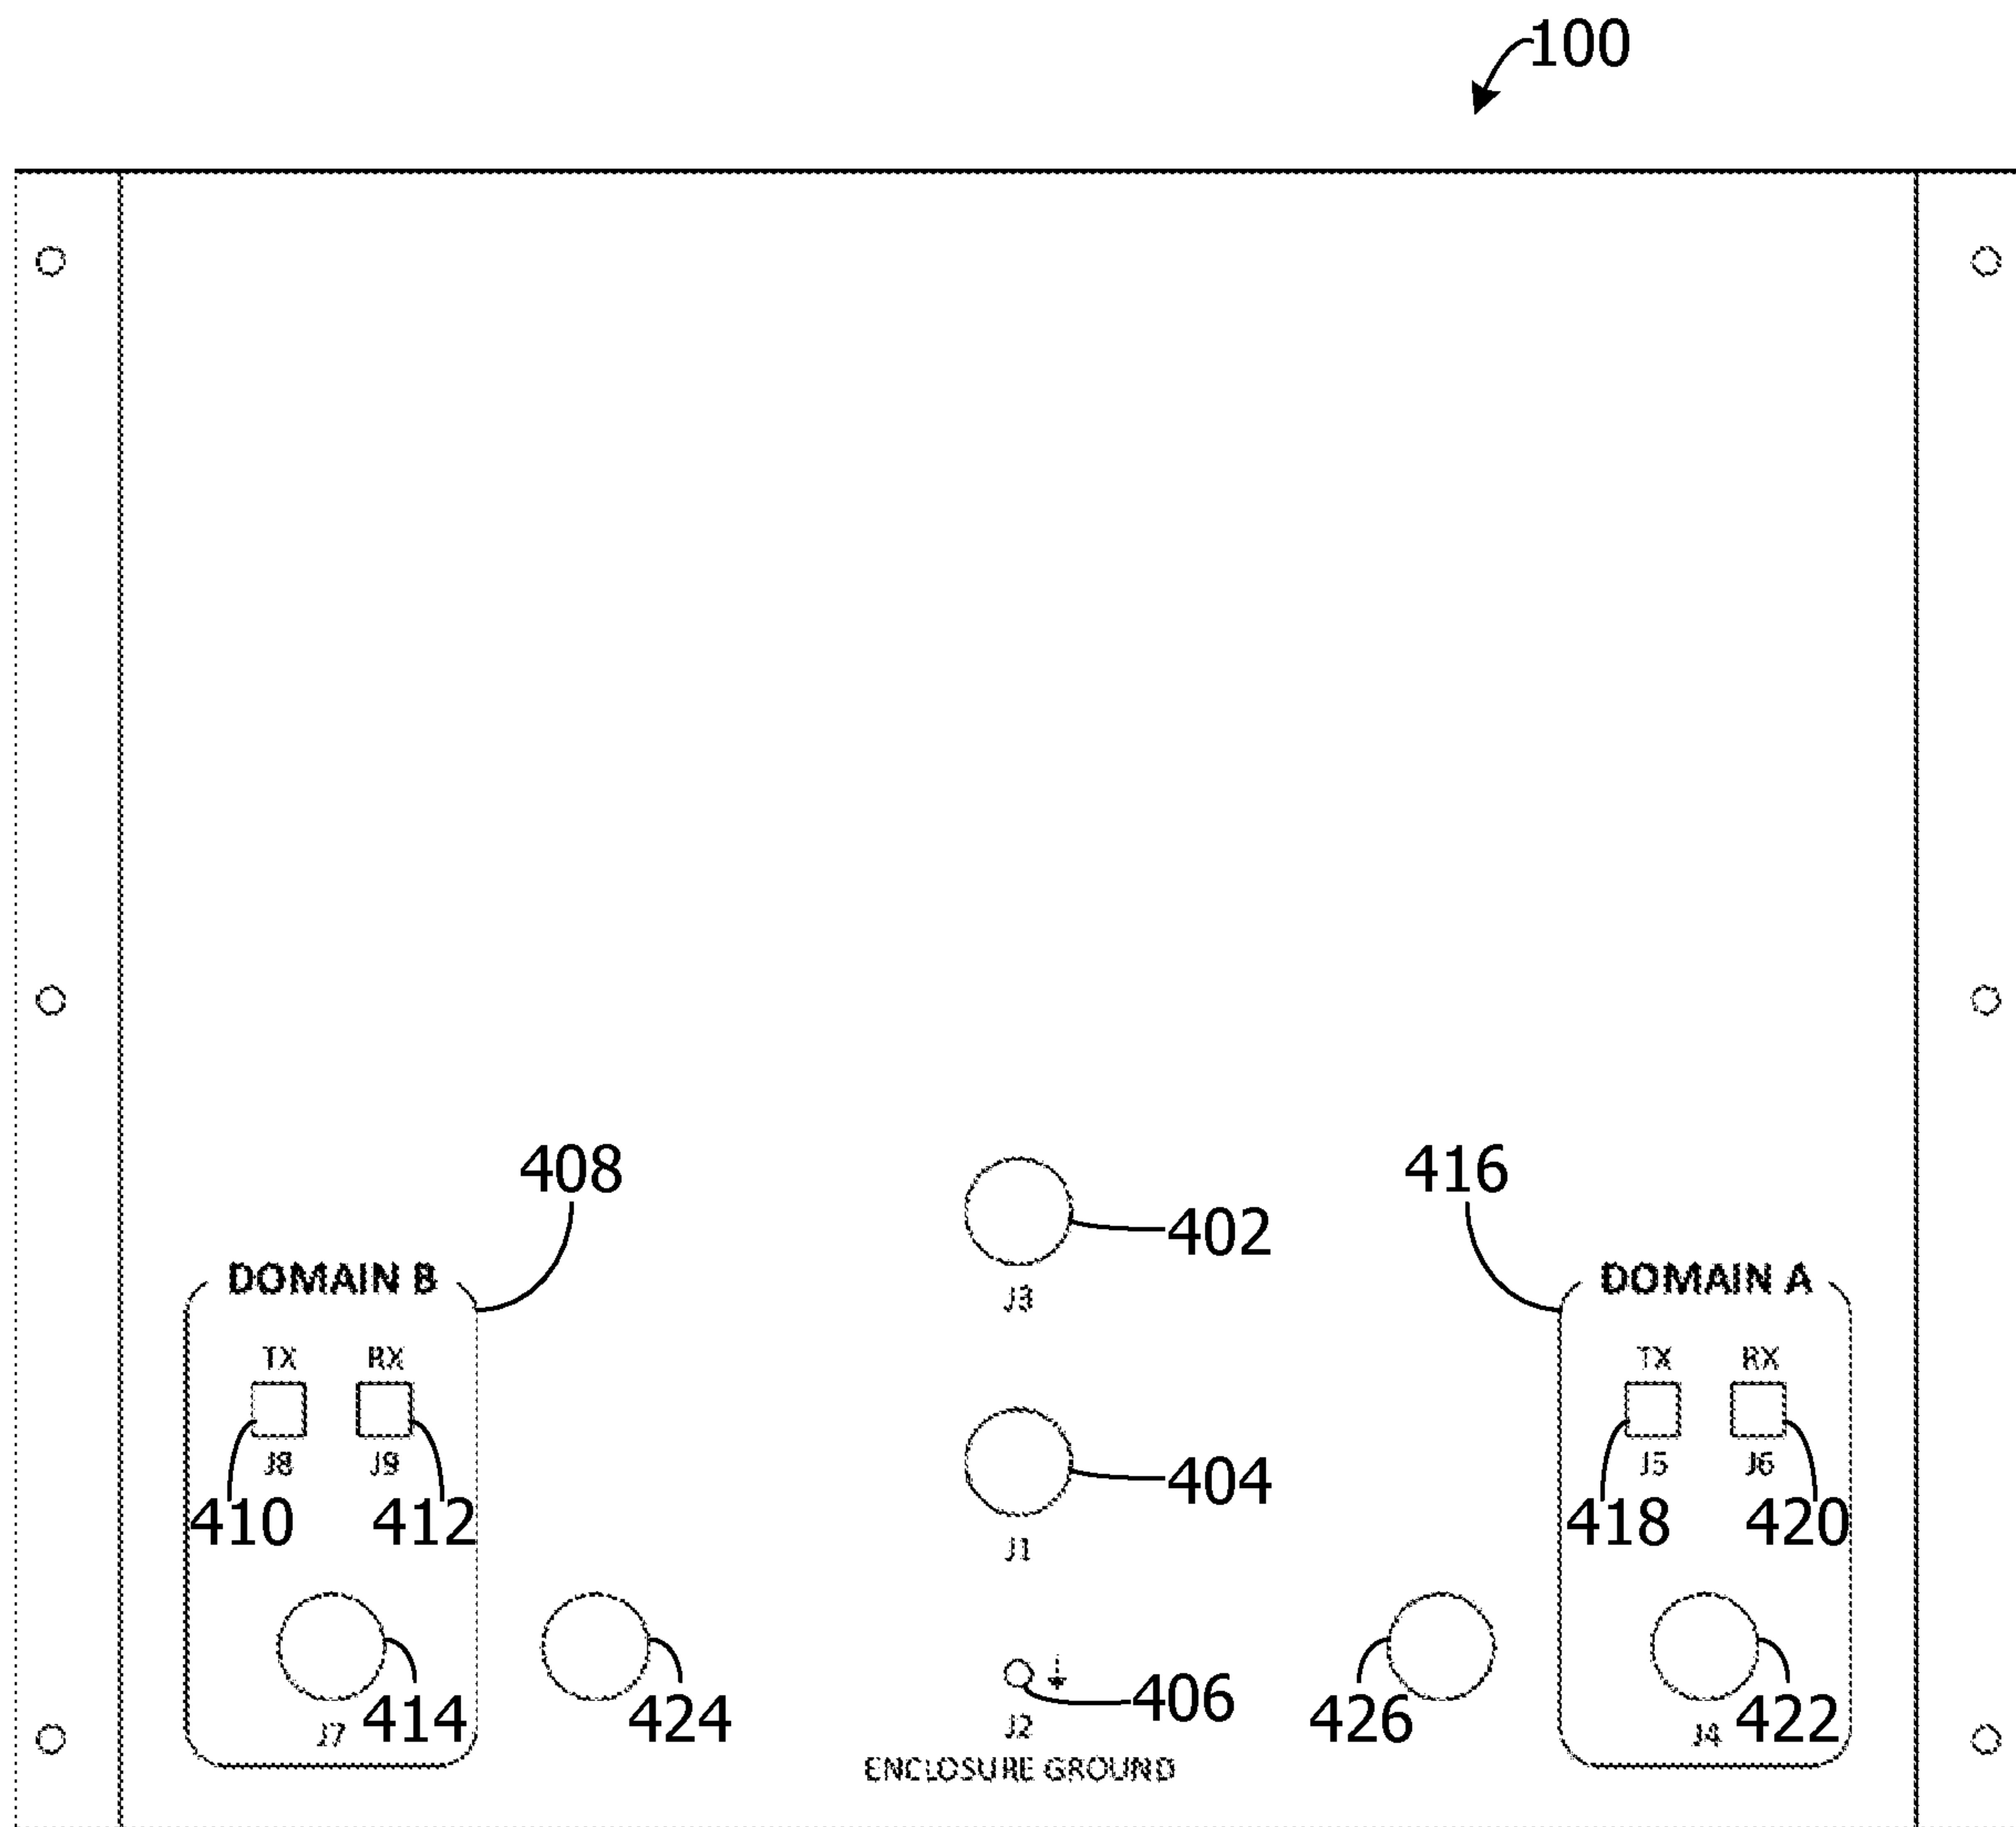 100
408
416
402
DOMAIN B
DOMAIN A
J3
TX RX
TX RX
J8 J9
404
J5 J6
410 412
418 420
J1
414
424
406
426
422
J7
J2
J4
ENCLOSURE GROUND